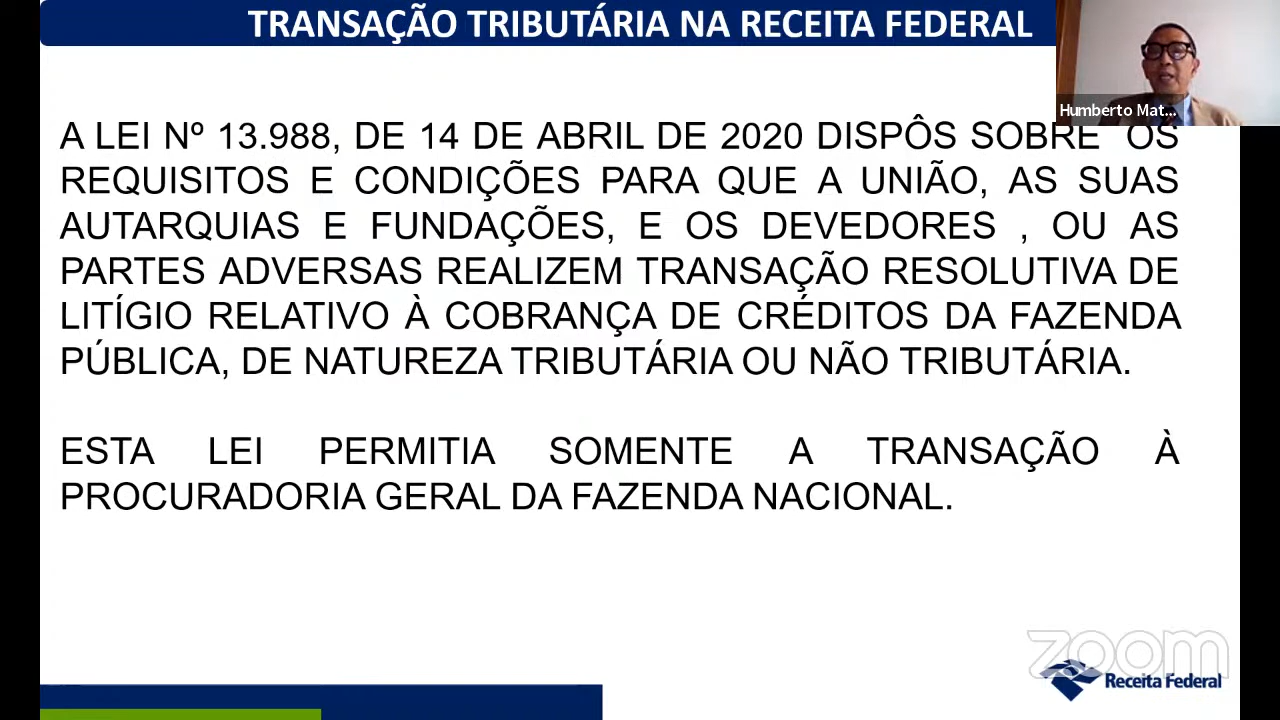 TRANSAÇÃO TRIBUTÁRIA NA RECEITA FEDERAL
Humberto Mat...
A LEI Nº 13.988, DE 14 DE ABRIL DE 2020 DISPÔS SOBRE OS
REQUISITOS E CONDIÇÕES PARA QUE A UNIÃO, AS SUAS
AUTARQUIAS E FUNDAÇÕES, E OS DEVEDORES , OU AS
PARTES ADVERSAS REALIZEM TRANSAÇÃO RESOLUTIVA DE
LITÍGIO RELATIVO À COBRANÇA DE CRÉDITOS DA FAZENDA
PÚBLICA, DE NATUREZA TRIBUTÁRIA OU NÃO TRIBUTÁRIA.
ESTA LEI PERMITIA SOMENTE A TRANSAÇÃO À
PROCURADORIA GERAL DA FAZENDA NACIONAL.
zoom
Receita Federal